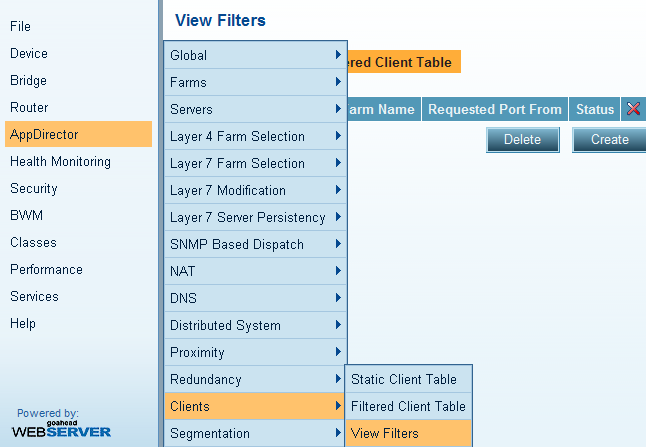 View Filters
File
Device
Bridge
Router
AppDirector
Health Monitoring
Security
BWM
Classes
Performance
Services
Help
Powered by:
goahead
WEBSERVER
Global
Farms
Servers
Layer 4 Farm Selection
Layer 7 Farm Selection
Layer 7 Modification
Layer 7 Server Persistency
SNMP Based Dispatch
NAT
DNS
Distributed System
Proximity
Redundancy
Clients
Segmentation
Static Client Table
Filtered Client Table
View Filters
ered Client Table
arm Name Requested Port From Status
Delete Create